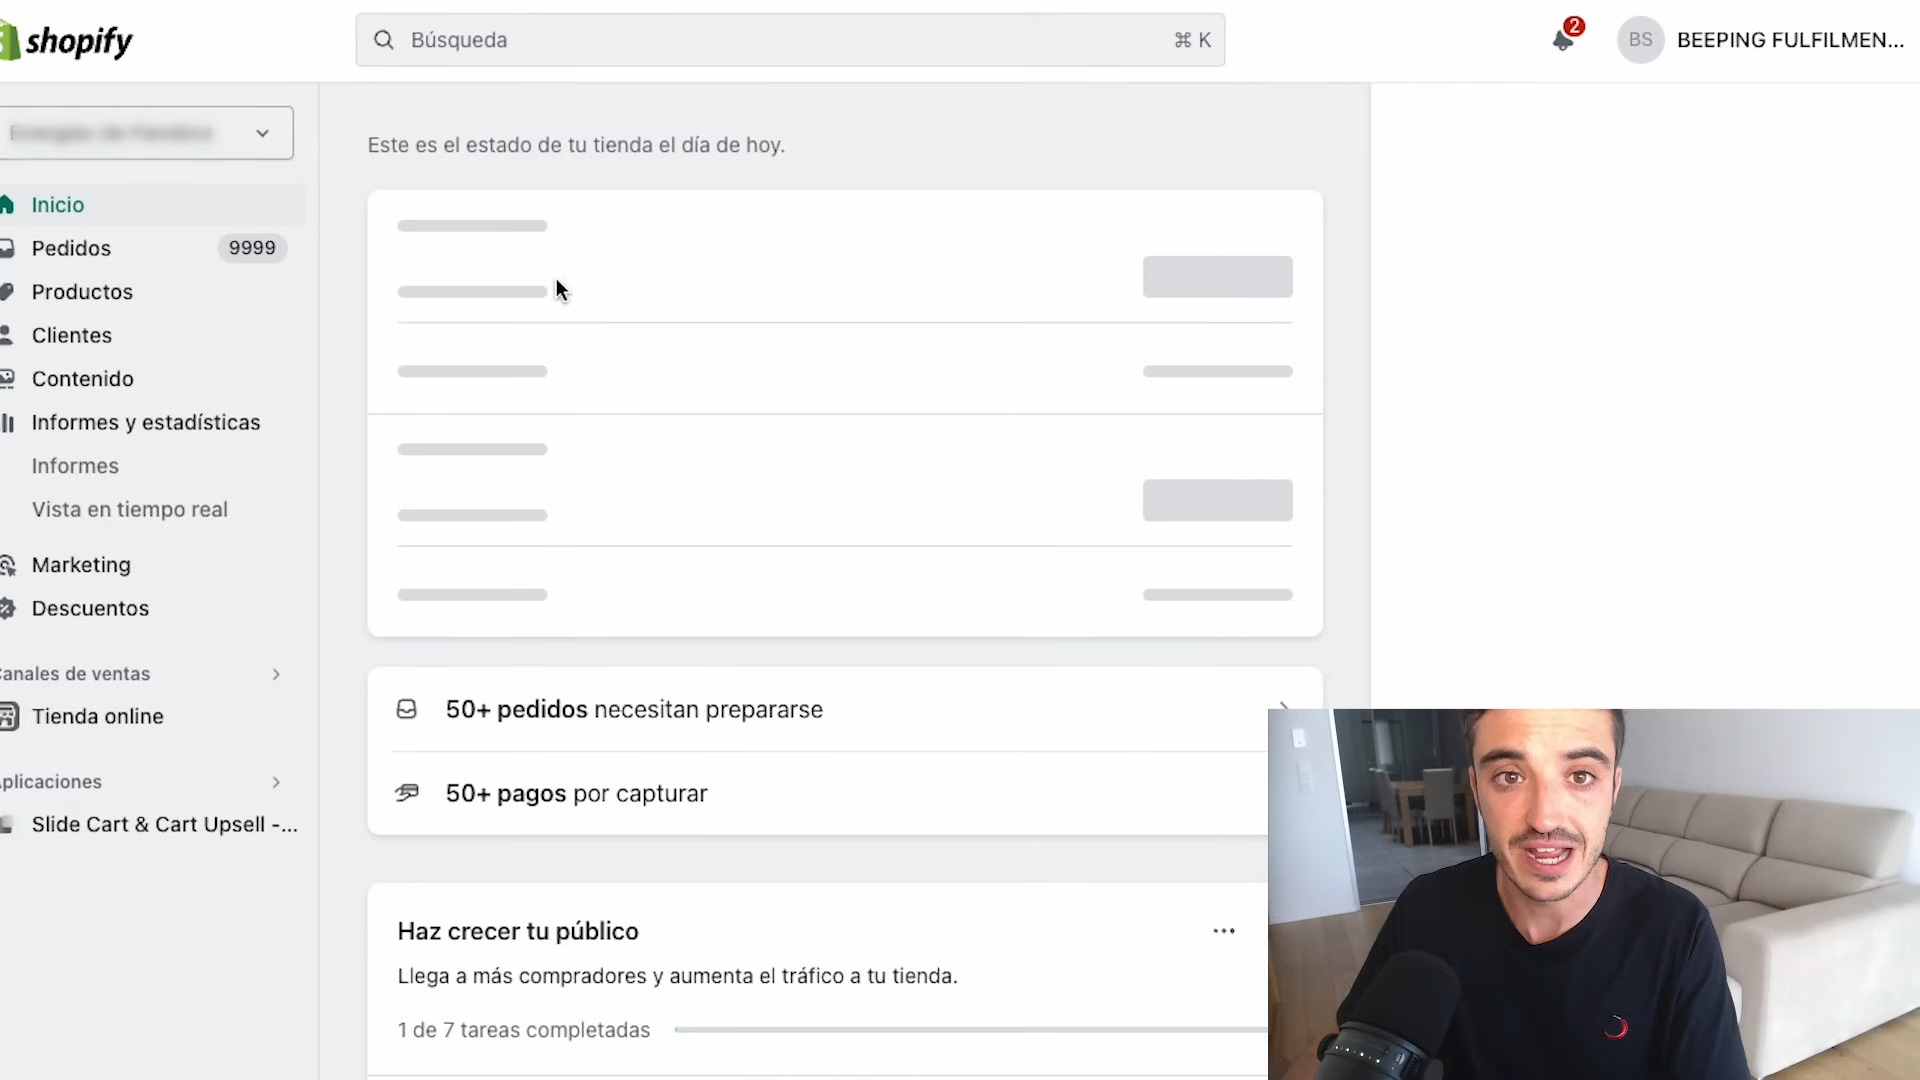 shopify
Búsqueda
⌘ K
2
BS
BEEPING FULFILMEN...
Este es el estado de tu tienda el día de hoy.
Inicio
Pedidos
9999
Productos
Clientes
Contenido
Informes y estadísticas
Informes
Vista en tiempo real
Marketing
Descuentos
Canales de ventas
Tienda online
Aplicaciones
Slide Cart & Cart Upsell -...
50+ pedidos necesitan prepararse
50+ pagos por capturar
Haz crecer tu público
Llega a más compradores y aumenta el tráfico a tu tienda.
1 de 7 tareas completadas